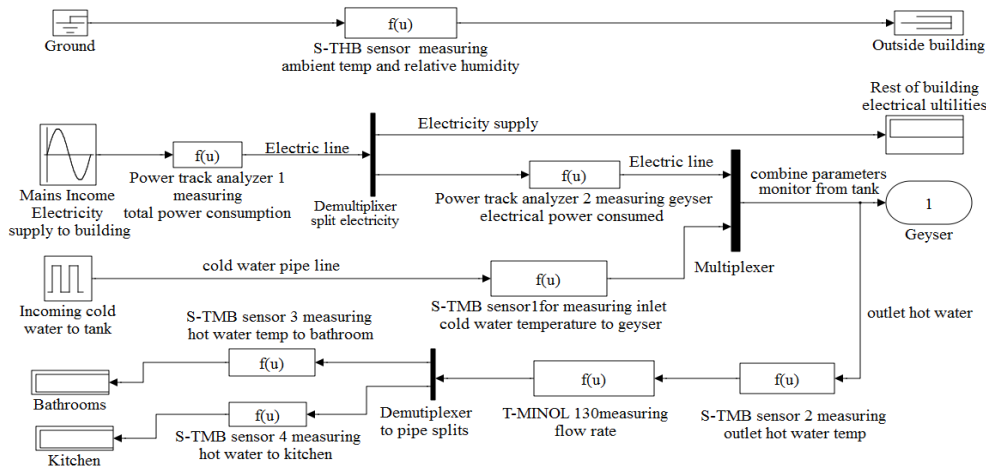 f(u)
Ground
S-THB sensor measuring
ambient temp and relative humidity
Outside building
Rest of building
electrical ultilities
Electricity supply
f(u)
Electric line
Mains Income
Electricity
supply to building
Power track analyzer 1
measuring
total power consumption
Demultiplixer
split electricity
f(u)
Electric line
Power track analyzer 2 measuring geyser
electrical power consumed
combine parameters
monitor from tank
1
Geyser
Multiplexer
cold water pipe line
f(u)
Incoming cold
water to tank
S-TMB sensor1for measuring inlet
cold water temperature to geyser
outlet hot water
S-TMB sensor 3 measuring
hot water temp to bathroom
f(u)
Bathrooms
f(u)
S-TMB sensor 4 measuring
hot water to kitchen
Kitchen
Demutiplexer
to pipe splits
f(u)
T-MINOL 130measuring
flow rate
f(u)
S-TMB sensor 2 measuring
outlet hot water temp